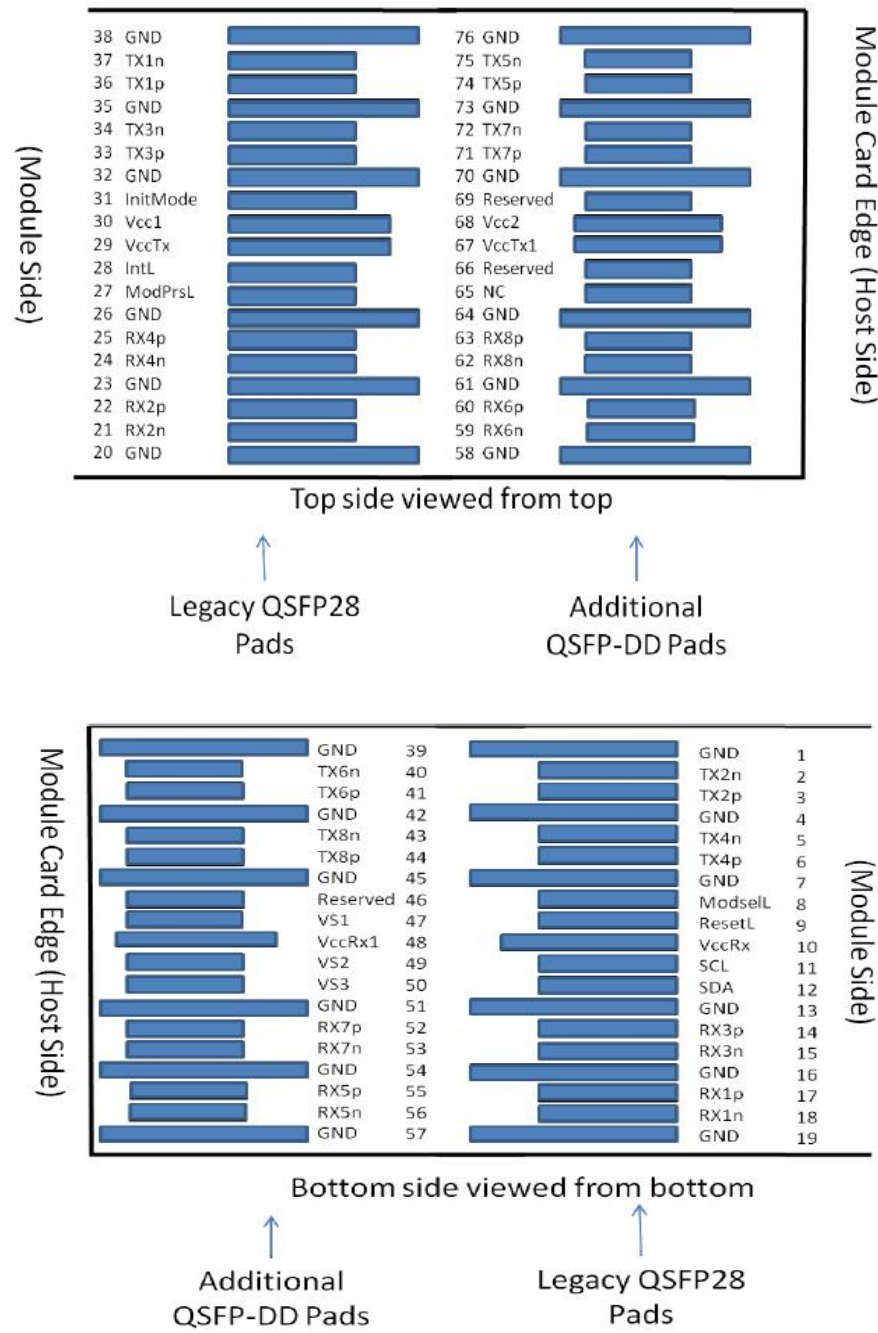 38 GND 76 GND
37 TX1n 75 TX5n
36 TX1p 74 TX5p
35 GND 73 GND
34 TX3n 72 TX7n
33 TX3p 71 TX7p
32 GND 70 GND
31 InitMode 69 Reserved
30 Vcc1 68 Vcc2
29 VccTx 67 VccTx1
28 IntL 66 Reserved
27 ModPrsL 65 NC
26 GND 64 GND
25 RX4p 63 RX8p
24 RX4n 62 RX8n
23 GND 61 GND
22 RX2p 60 RX6p
21 RX2n 59 RX6n
20 GND 58 GND
(Module Side)
Module Card Edge (Host Side)
Top side viewed from top
Legacy QSFP28
Pads
Additional
QSFP-DD Pads
Module Card Edge (Host Side)
GND 39 GND 1
TX6n 40 TX2n 2
TX6p 41 TX2p 3
GND 42 GND 4
TX8n 43 TX4n 5
TX8p 44 TX4p 6
GND 45 GND 7
Reserved 46 ModselL 8
VS1 47 ResetL 9
VccRx1 48 VccRx 10
VS2 49 SCL 11
VS3 50 SDA 12
GND 51 GND 13
RX7p 52 RX3p 14
RX7n 53 RX3n 15
GND 54 GND 16
RX5p 55 RX1p 17
RX5n 56 RX1n 18
GND 57 GND 19
(Module Side)
Bottom side viewed from bottom
Additional
QSFP-DD Pads
Legacy QSFP28
Pads